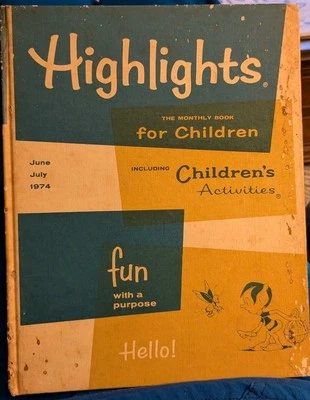 Highlights®
THE MONTHLY BOOK
for Children
INCLUDING Children's
Activities®
June
July
1974
fun
with a
purpose
Hello!